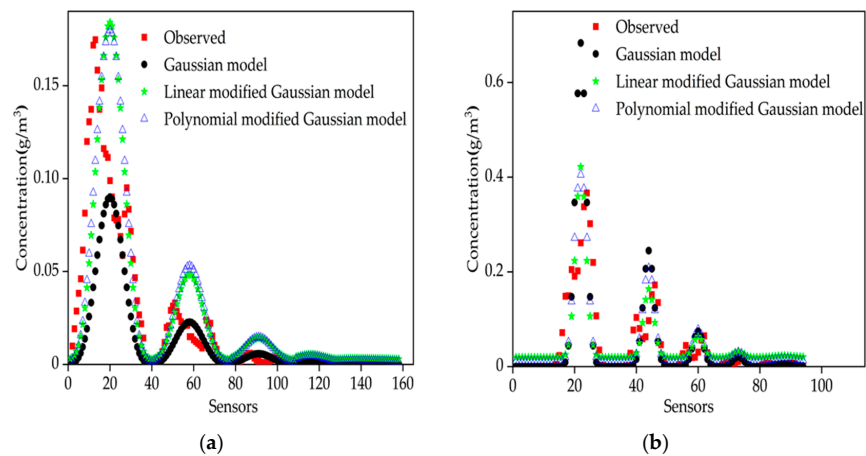 Observed
Gaussian model
Linear modified Gaussian model
Polynomial modified Gaussian model
Concentration(g/m³)
0.15
0.10
0.05
0
0 20 40 60 80 100 120 140 160
Sensors
(a)
Observed
Gaussian model
Linear modified Gaussian model
Polynomial modified Gaussian model
Concentration(g/m³)
0.6
0.4
0.2
0
0 20 40 60 80 100
Sensors
(b)